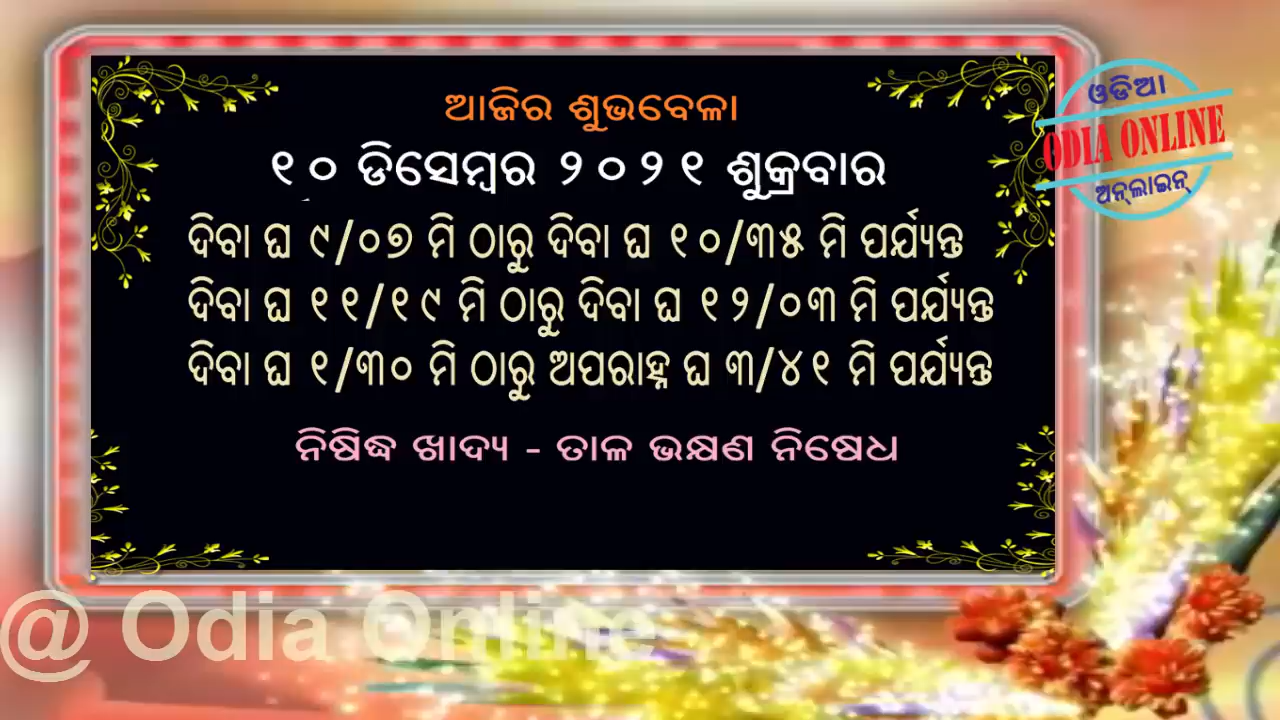 ଆଜିର ଶୁଭବେଳା
୧୦ ଡିସେମ୍ବର ୨୦୨୧ ଶୁକ୍ରବାର
ଦିବା ଘ ୯/୦୭ ମି ଠାରୁ ଦିବା ଘ ୧୦/୩୫ ମି ପର୍ଯ୍ୟନ୍ତ
ଦିବା ଘ ୧୧/୧୯ ମି ଠାରୁ ଦିବା ଘ ୧୨/୦୩ ମି ପର୍ଯ୍ୟନ୍ତ
ଦିବା ଘ ୧/୩୦ ମି ଠାରୁ ଅପରାହ୍ନ ଘ ୩/୪୧ ମି ପର୍ଯ୍ୟନ୍ତ
ନିଷିଦ୍ଧ ଖାଦ୍ୟ - ତାଳ ଭକ୍ଷଣ ନିଷେଧ
ଓଡିଆ
ODIA ONLINE
ଅନ୍‌ଲାଇନ୍
@ Odia Online